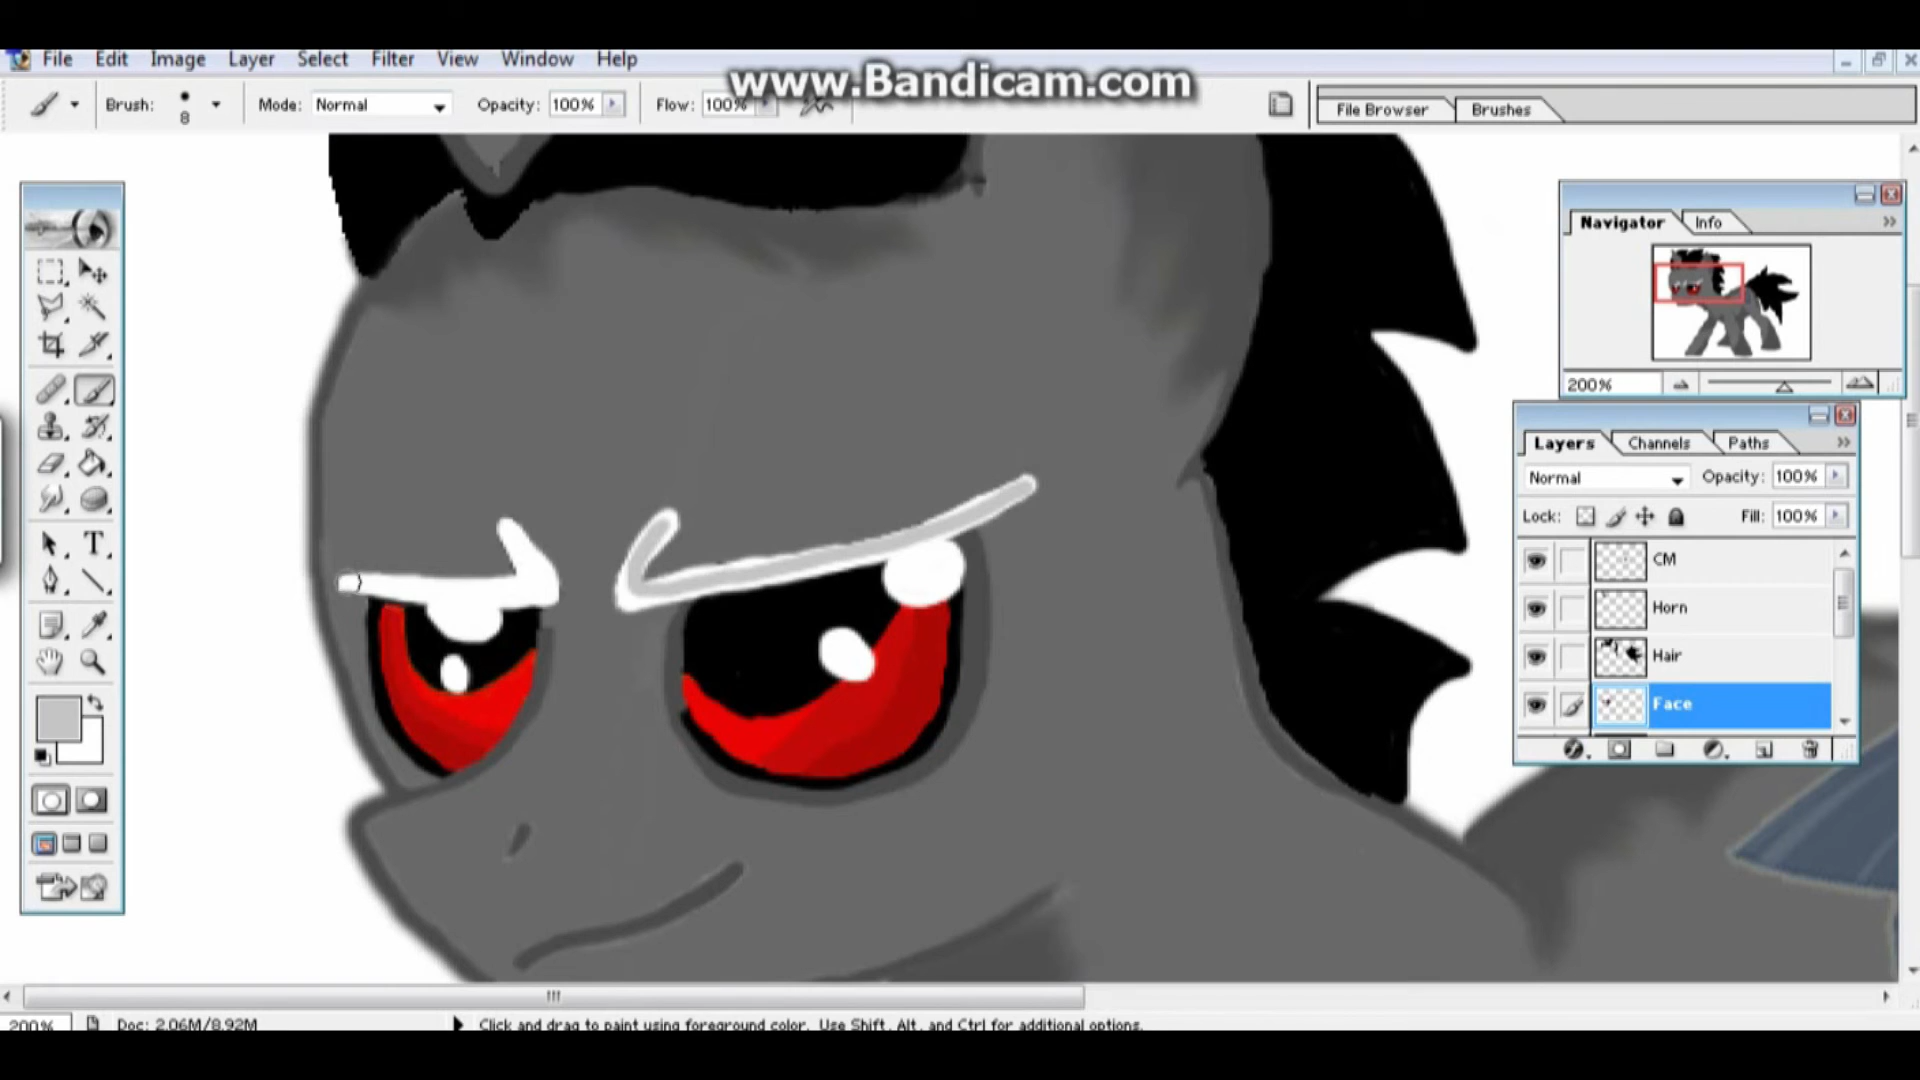 File Edit Image Layer Select Filter View Window Help
www.Bandicam.com
Brush: 8 Mode: Normal Opacity: 100% Flow: 100% File Browser Brushes
Navigator Info
200%
Layers Channels Paths
Normal Opacity: 100%
Lock: Fill: 100%
CM
Horn
Hair
Face
200% Doc: 2.06M/8.92M Click and drag to paint using foreground color. Use Shift, Alt, and Ctrl for additional options.